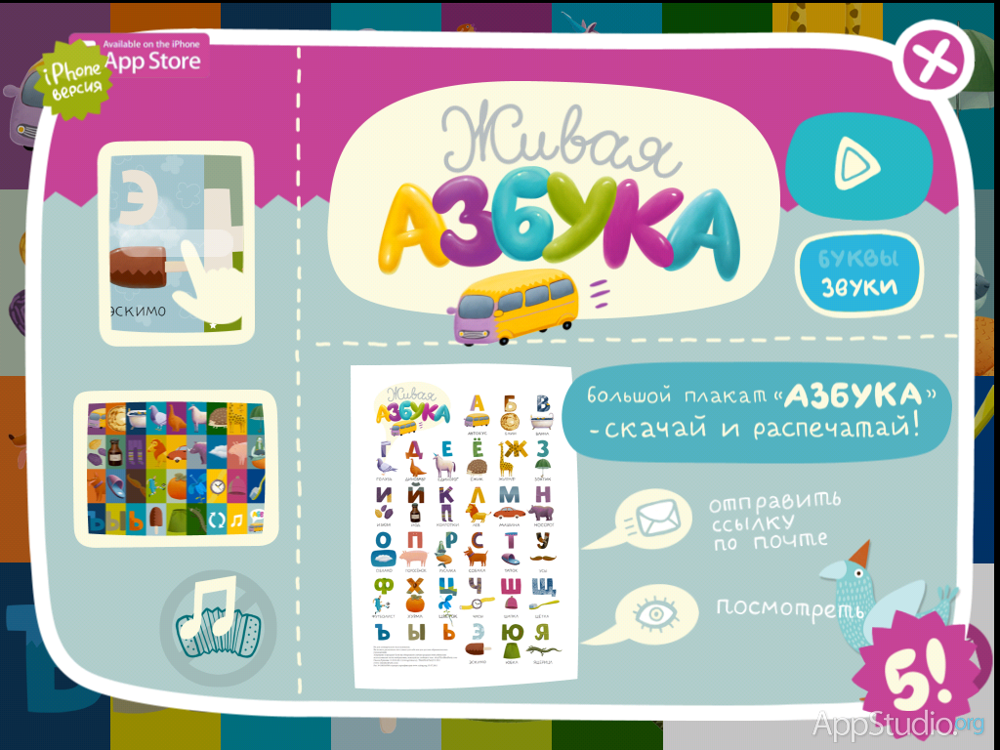 Available on the iPhone
App Store
iPhone
версия
Живая
АЗБУКА
БУКВЫ
ЗВУКИ
Э
ЭСКИМО
большой плакат «АЗБУКА»
-скачай и распечатай!
Живая
АЗБУКА
А Б В
Г Д Е Ё Ж З
И Й К Л М Н
О П Р С Т У
Ф Х Ц Ч Ш Щ
Ъ Ы Ь Э Ю Я
отправить
ссылку
по почте
посмотреть
Ъ Ы Ь
5!
AppStudio.org